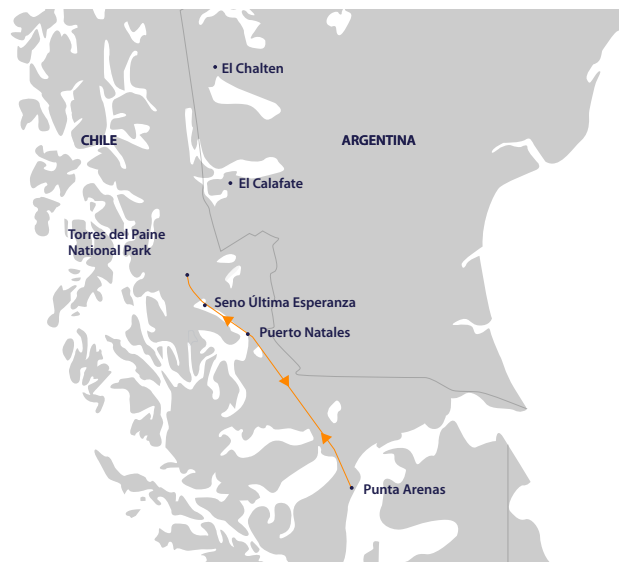 El Chalten
CHILE
ARGENTINA
El Calafate
Torres del Paine
National Park
Seno Última Esperanza
Puerto Natales
Punta Arenas